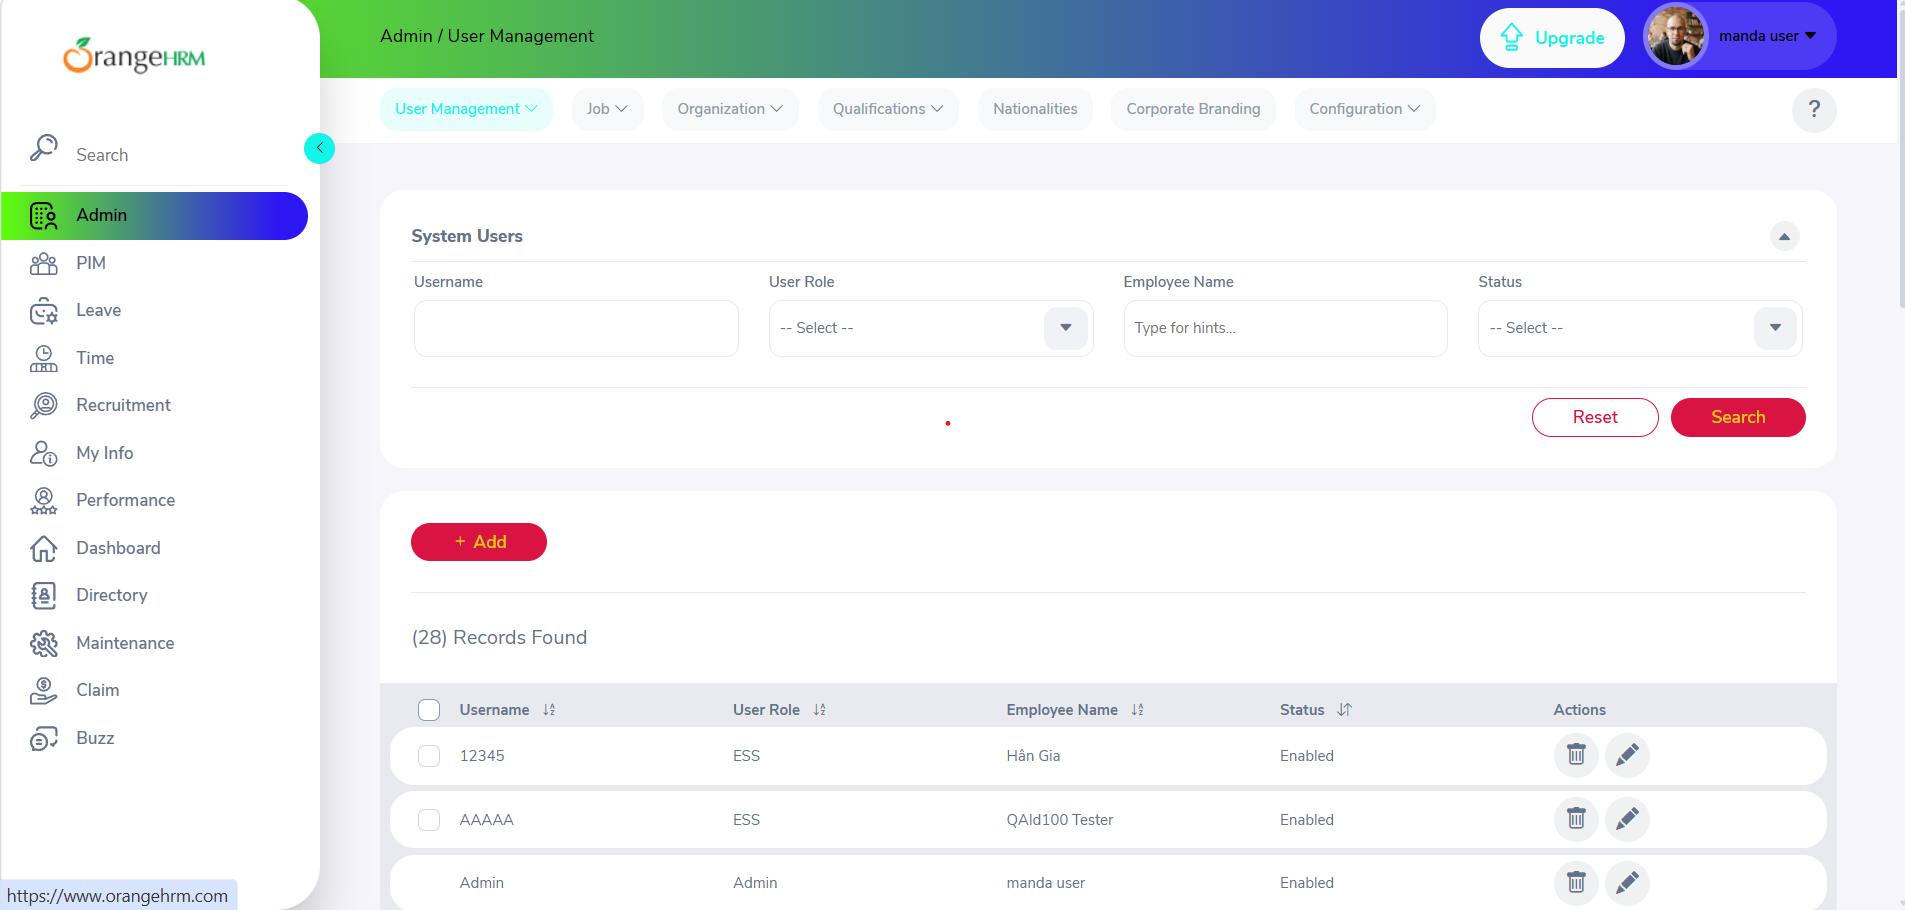 OrangeHRM
Search
Admin
PIM
Leave
Time
Recruitment
My Info
Performance
Dashboard
Directory
Maintenance
Claim
Buzz
https://www.orangehrm.com
Admin / User Management
Upgrade
manda user
User Management
Job
Organization
Qualifications
Nationalities
Corporate Branding
Configuration
?
System Users
Username
User Role
Employee Name
Status
-- Select --
Type for hints...
-- Select --
Reset
Search
+ Add
(28) Records Found
Username User Role Employee Name Status Actions
12345 ESS Hân Gia Enabled
AAAAA ESS QAld100 Tester Enabled
Admin Admin manda user Enabled